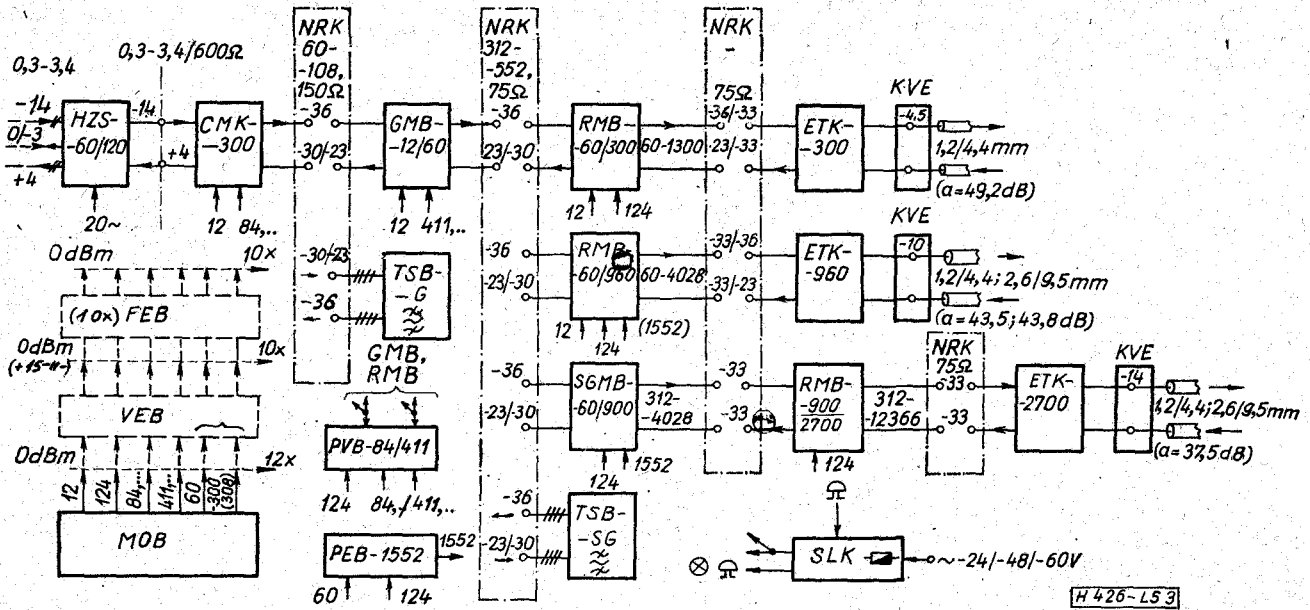 0,3-3,4
0,3-3,4/600Ω
NRK
60-
-108,
150Ω
NRK
312-
-552,
75Ω
NRK
-
75Ω
-14
0/-3
+4
HZS-
-60/120
-14
+4
CMK-
-300
-36
-30/-23
GMB-
-12/60
-36
-23/-30
RMB-
-60/300
60-1300
-36/-33
-23/-33
ETK-
-300
KVE
-4,5
1,2/4,4mm
(a=49,2dB)
20~
12
84,..
12
411,..
12
124
0dBm
10x
(10x) FEB
0dBm
(+15-"-)
10x
VEB
0dBm
12x
12
124
84,...
411,..
60
-300
(308)
MOB
-30/-23
-36
TSB-
-G
GMB,
RMB
PVB-84/411
124
84,
411,..
PEB-1552
1552
60
124
-36
-23/-30
RMB-
-60/960
60-4028
-33/-36
-33/-23
ETK-
-960
KVE
-10
1,2/4,4; 2,6/9,5mm
(a=43,5; 43,8dB)
12
124
(1552)
-36
-23/-30
SGMB-
-60/900
312-
-4028
-33
-33
RMB-
-900
2700
312-
-12366
NRK
75Ω
-33
-33
ETK-
-2700
KVE
-14
1,2/4,4; 2,6/9,5mm
(a=37,5dB)
124
1552
124
-36
-23/-30
TSB-
-SG
SLK
~-24/-48/-60V
H 426-L5 3